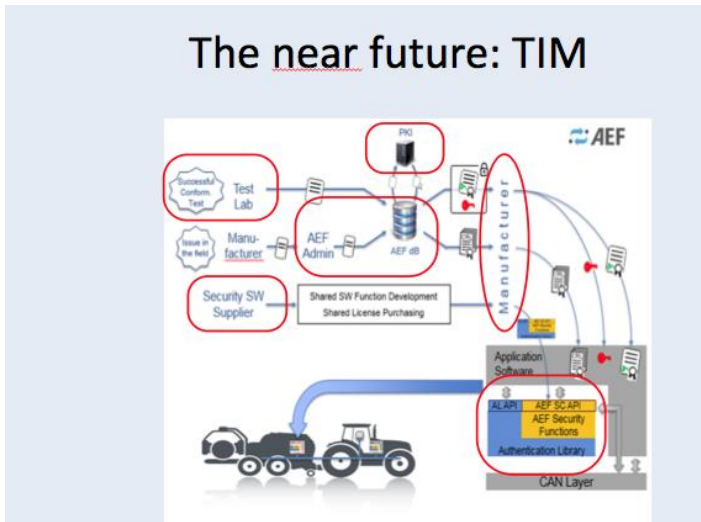 The near future: TIM
PKI
AEF
Successful
Conform.
Test
Test
Lab
Issue in
the field
Manu-
facturer
AEF
Admin
AEF dB
Manufacturer
Security SW
Supplier
Shared SW Function Development
Shared License Purchasing
Application
Software
AL API
AEF SC API
AEF Security
Functions
Authentication Library
CAN Layer